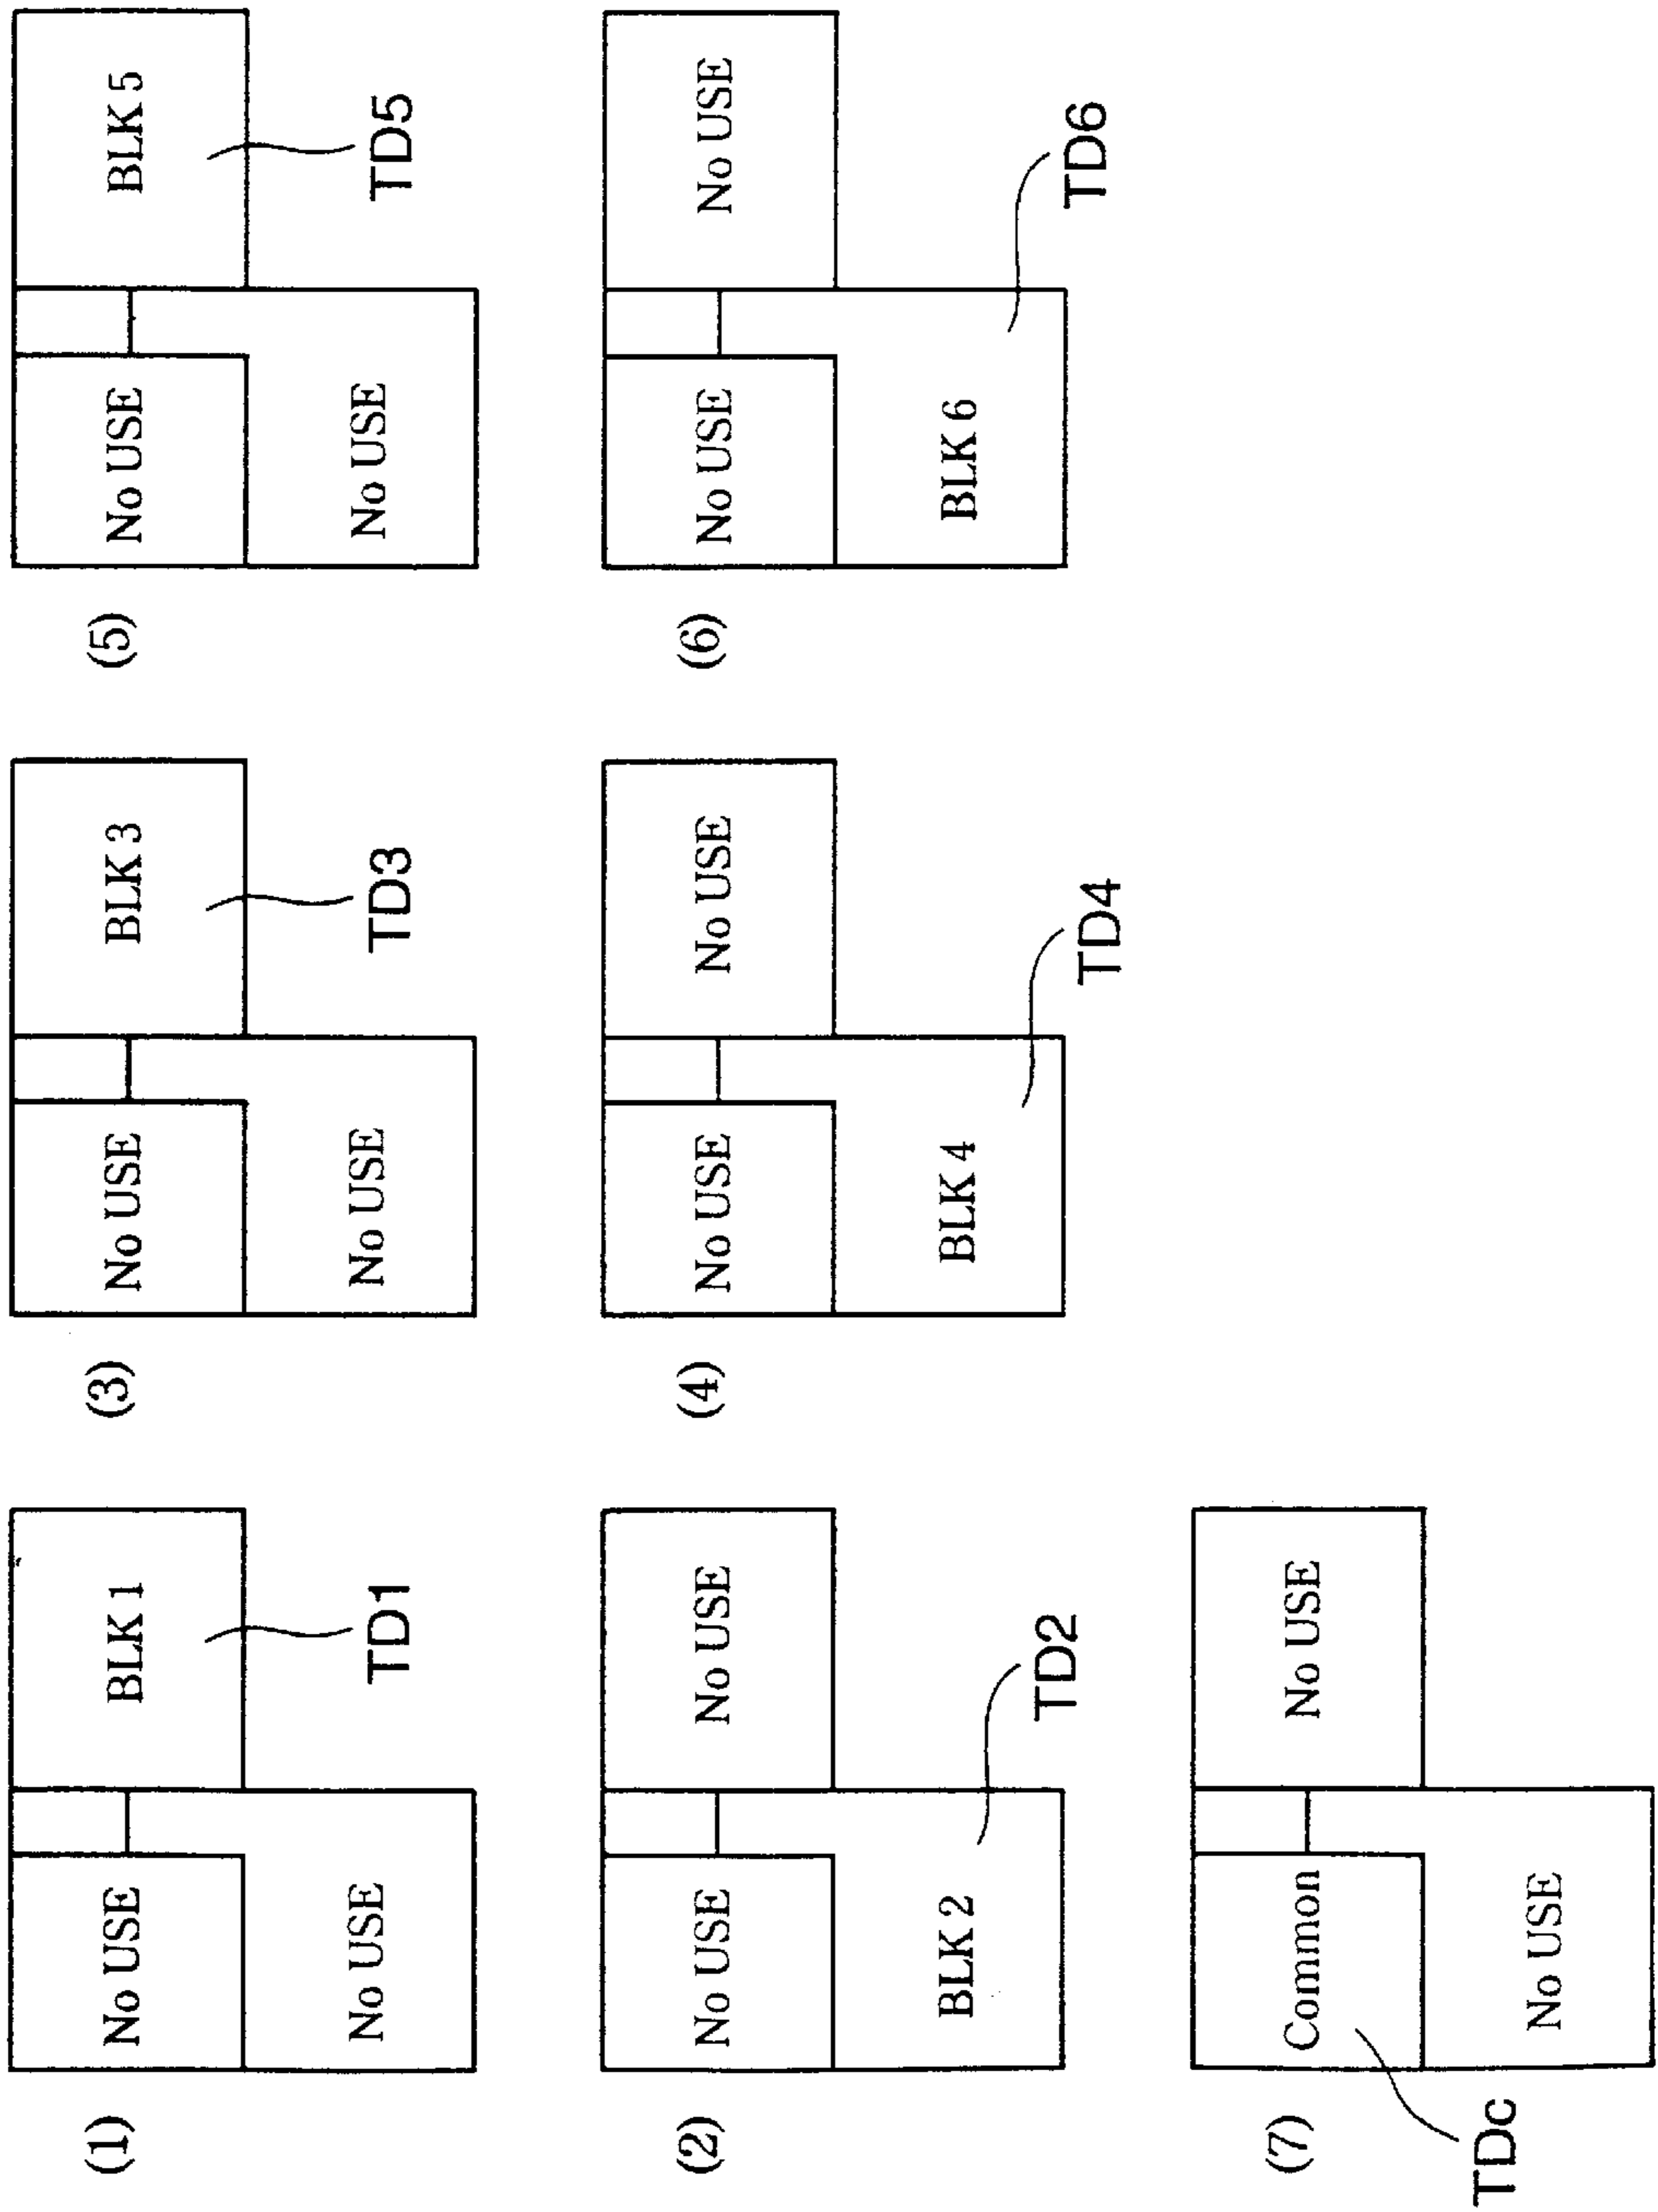 (1)
No USE
BLK 1
No USE
TD1
(2)
No USE
No USE
BLK 2
TD2
(3)
No USE
BLK 3
No USE
TD3
(4)
No USE
No USE
BLK 4
TD4
(5)
No USE
BLK 5
No USE
TD5
(6)
No USE
No USE
BLK 6
TD6
(7)
Common
No USE
TDc
No USE